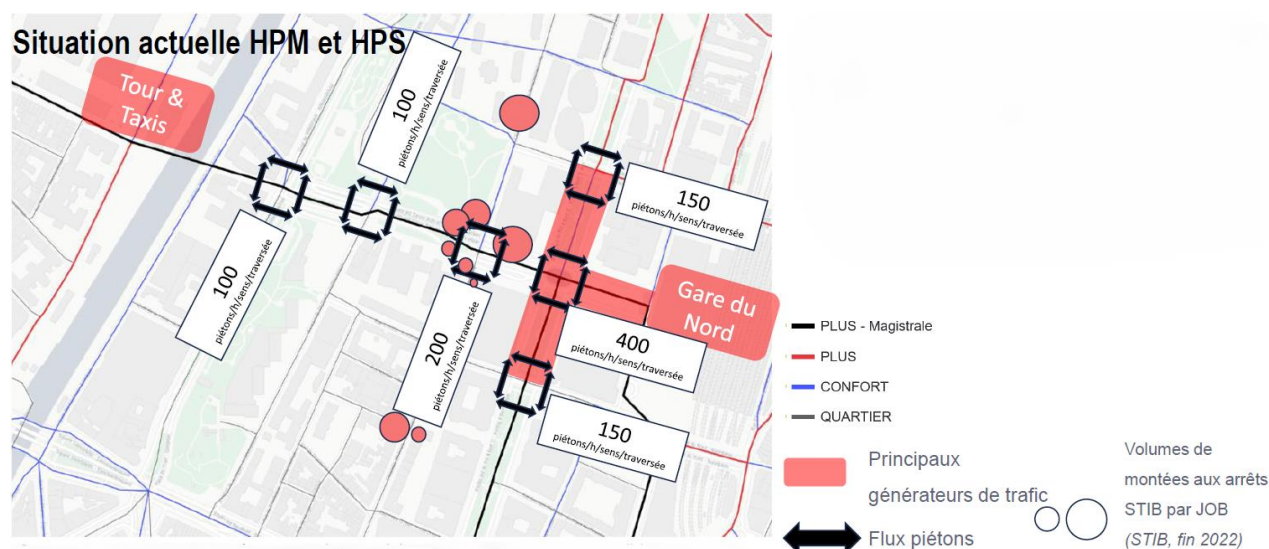 Situation actuelle HPM et HPS
Tour &
Taxis
100
piétons/h/sens/traversée
150
piétons/h/sens/traversée
100
piétons/h/sens/traversée
200
piétons/h/sens/traversée
Gare du
Nord
400
piétons/h/sens/traversée
150
piétons/h/sens/traversée
PLUS - Magistrale
PLUS
CONFORT
QUARTIER
Principaux
générateurs de trafic
Flux piétons
Volumes de
montées aux arrêts
STIB par JOB
(STIB, fin 2022)